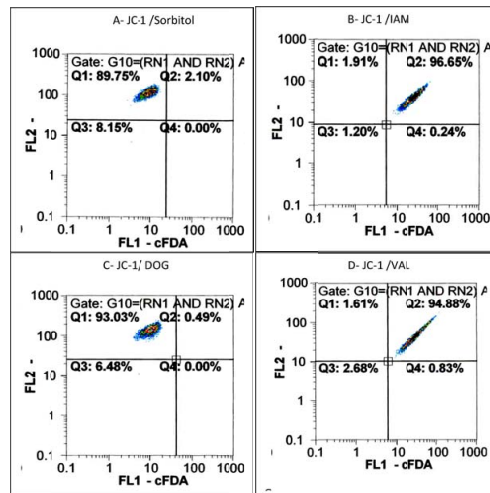 A- JC-1 /Sorbitol
Gate: G10=(RN1 AND RN2) A
Q1: 89.75% Q2: 2.10%
Q3: 8.15% Q4: 0.00%
1000
100
10
1
0.1
FL2 -
0.1 1 10 100 1000
FL1 - cFDA
B- JC-1 /IAN
Gate: G10=(RN1 AND RN2) A
Q1: 1.91% Q2: 96.65%
Q3: 1.20% Q4: 0.24%
1000
100
10
1
0.1
FL2 -
0.1 1 10 100 1000
FL1 - cFDA
C- JC-1/ DOG
Gate: G10=(RN1 AND RN2) A
Q1: 93.03% Q2: 0.49%
Q3: 6.48% Q4: 0.00%
1000
100
10
1
0.1
FL2 -
0.1 1 10 100 1000
FL1 - cFDA
D- JC-1 /VAL
Gate: G10=(RN1 AND RN2) A
Q1: 1.61% Q2: 94.88%
Q3: 2.68% Q4: 0.83%
1000
100
10
1
0.1
FL2 -
0.1 1 10 100 1000
FL1 - cFDA